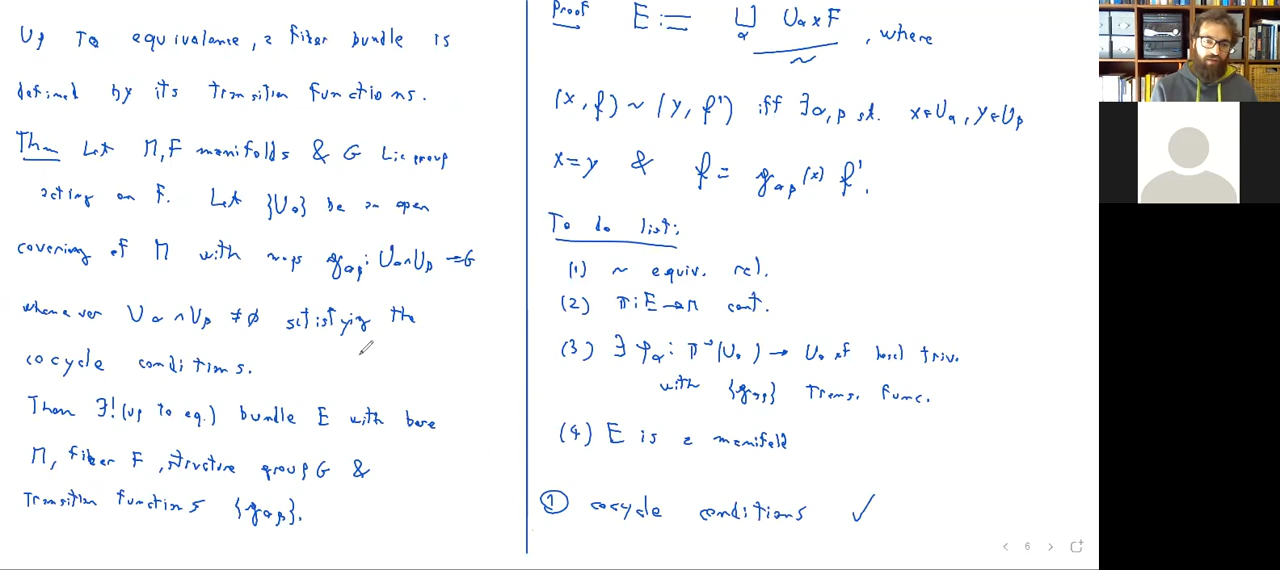 Up to equivalence, a fiber bundle is
defined by its transition functions.
Thm Let M, F manifolds & G Lie group
acting on F. Let {Uα} be an open
covering of M with maps gαβ: Uα∩Uβ → G
whenever Uα∩Uβ ≠ ∅ satisfying the
cocycle conditions.
Then ∃! (up to eq.) bundle E with base
M, fiber F, structure group G &
transition functions {gαβ}.
Proof E := ⊔α Uα×F / ~ , where
(x, f) ~ (y, f') iff ∃α, β st. x∈Uα, y∈Uβ
x=y & f = gαβ(x) f'.
To do list:
(1) ~ equiv. rel.
(2) π: E → M cont.
(3) ∃ φα: π⁻¹(Uα) → Uα×F local triv.
with {gαβ} trans. func.
(4) E is a manifold
① cocycle conditions ✓
< 6 >